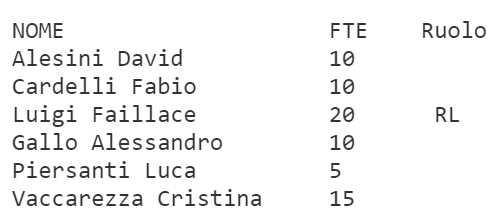 NOME FTE Ruolo
Alesini David 10
Cardelli Fabio 10
Luigi Faillace 20 RL
Gallo Alessandro 10
Piersanti Luca 5
Vaccarezza Cristina 15